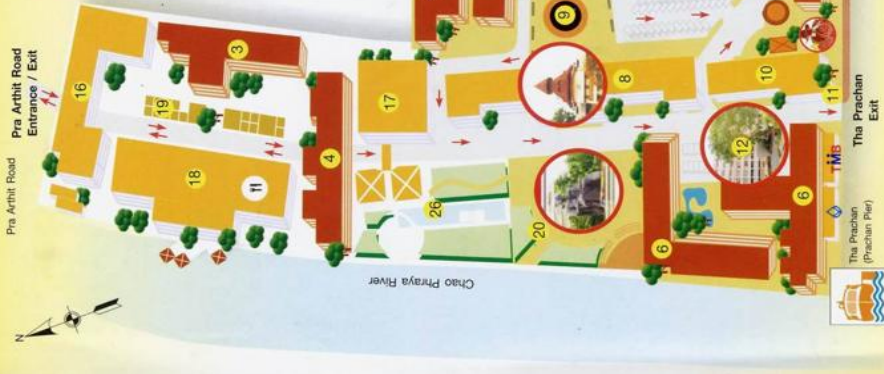 Pra Arthit Road
Pra Arthit Road
Entrance / Exit
16
3
19
18
4
17
26
20
9
8
10
11
12
6
6
TMB
Tha Prachan
Exit
Tha Prachan
(Prachan Pier)
Chao Phraya River
N